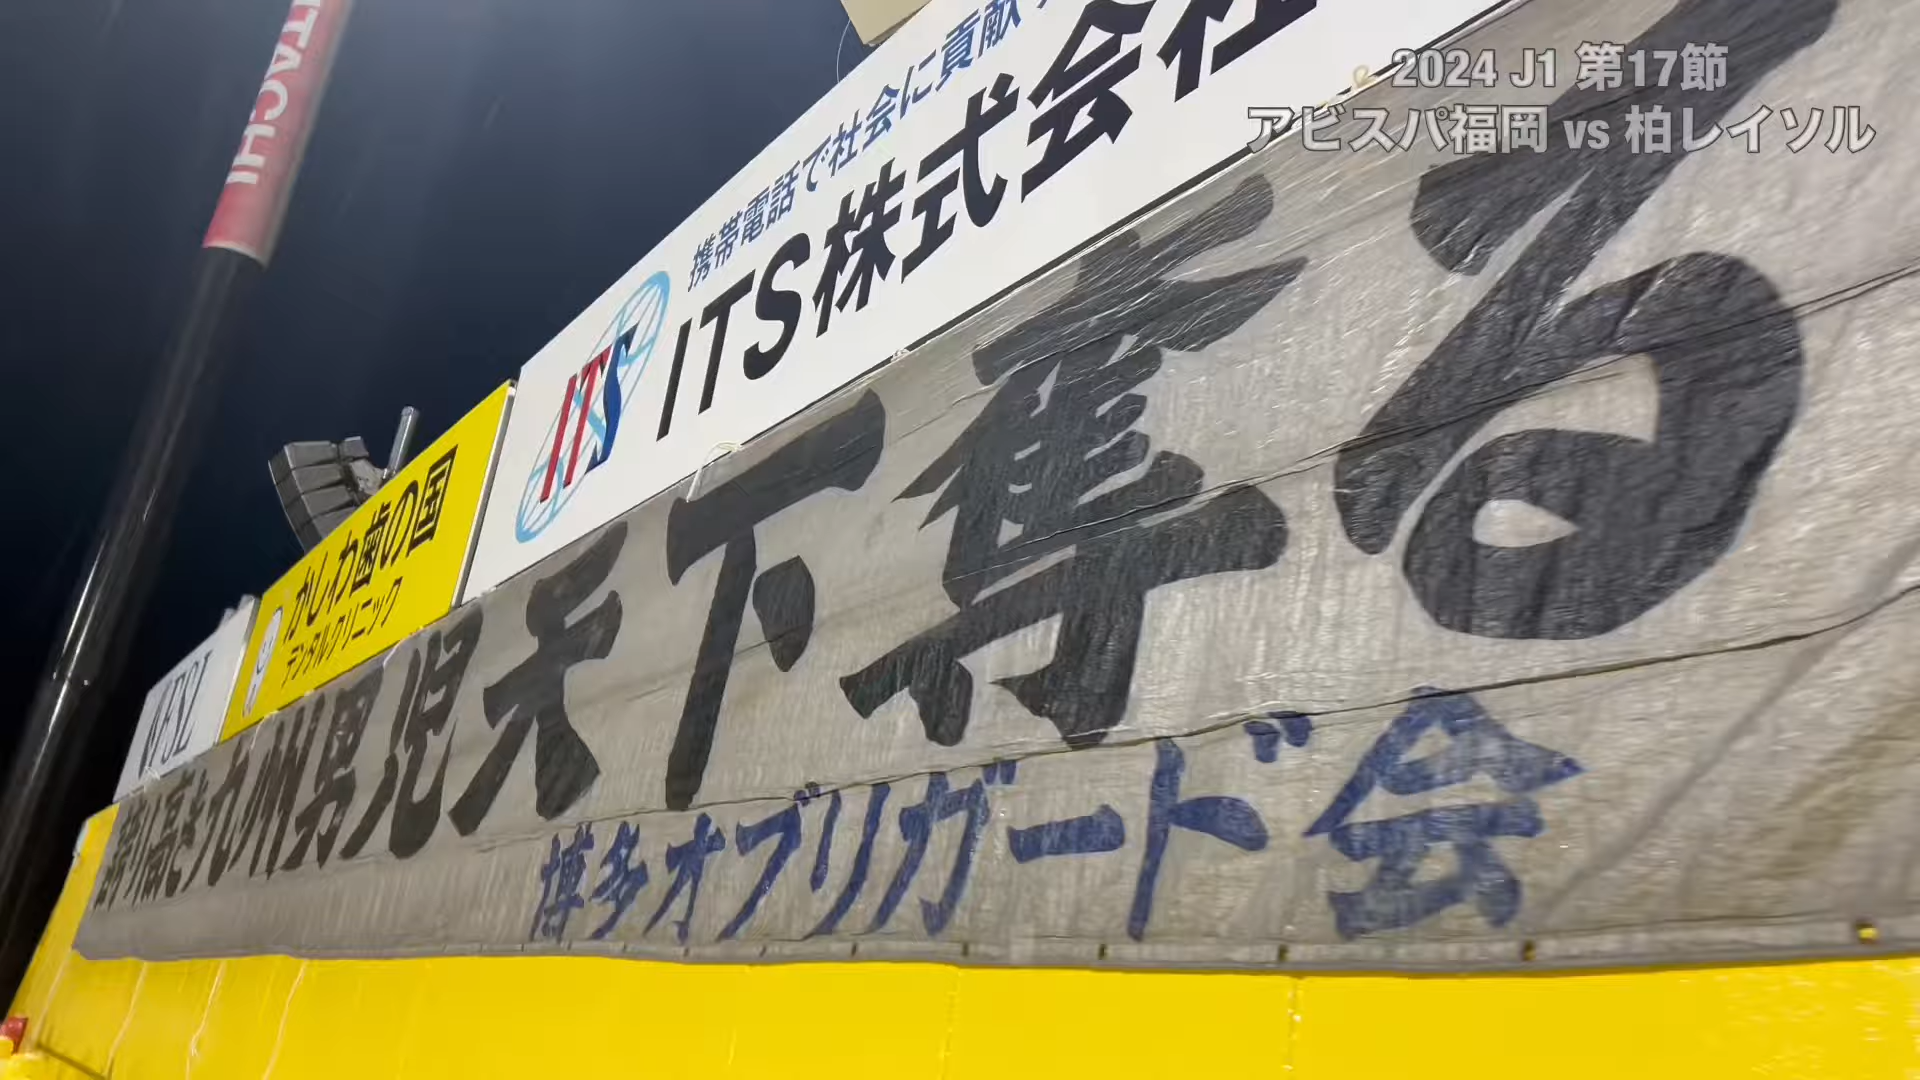 2024 J1 第17節
アビスパ福岡 vs 柏レイソル
HITACHI
携帯電話で社会に貢献
ITS
ITS株式会社
かしわ歯の国
デンタルクリニック
誇り高き九州男児天下奪る
博多オブリガード会